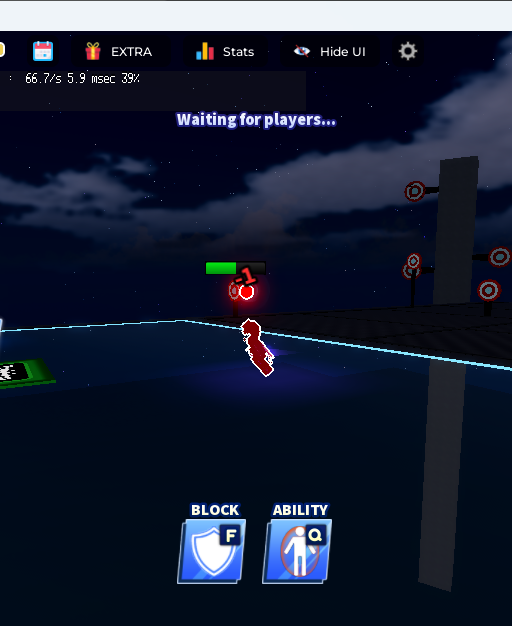 EXTRA
Stats
Hide UI
: 66.7/s 5.9 msec 39%
Waiting for players...
-1
BLOCK
ABILITY
F
Q